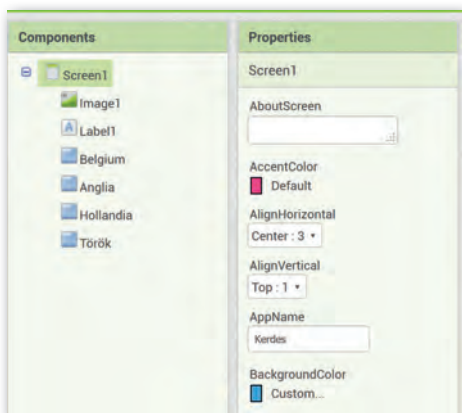 Components
Screen1
Image1
A Label1
Belgium
Anglia
Hollandia
Török
Properties
Screen1
AboutScreen
AccentColor
Default
AlignHorizontal
Center : 3
AlignVertical
Top : 1
AppName
Kerdes
BackgroundColor
Custom...